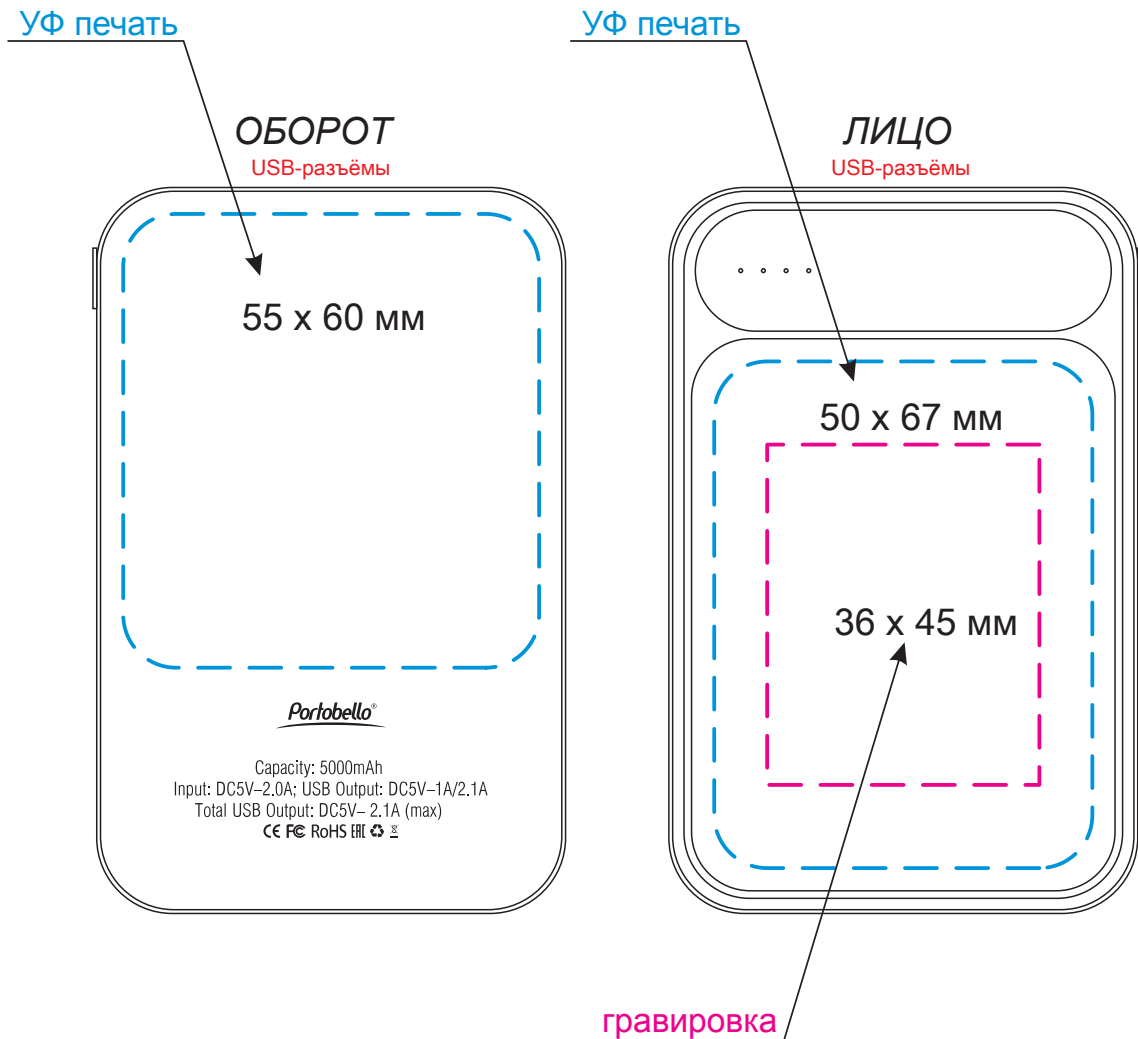 УФ печать
УФ печать
ОБОРОТ
USB-разъёмы
ЛИЦО
USB-разъёмы
55 x 60 мм
50 x 67 мм
36 x 45 мм
Portobello®
Capacity: 5000mAh
Input: DC5V–2.0A; USB Output: DC5V–1A/2.1A
Total USB Output: DC5V– 2.1A (max)
CE FC RoHS EAC
гравировка